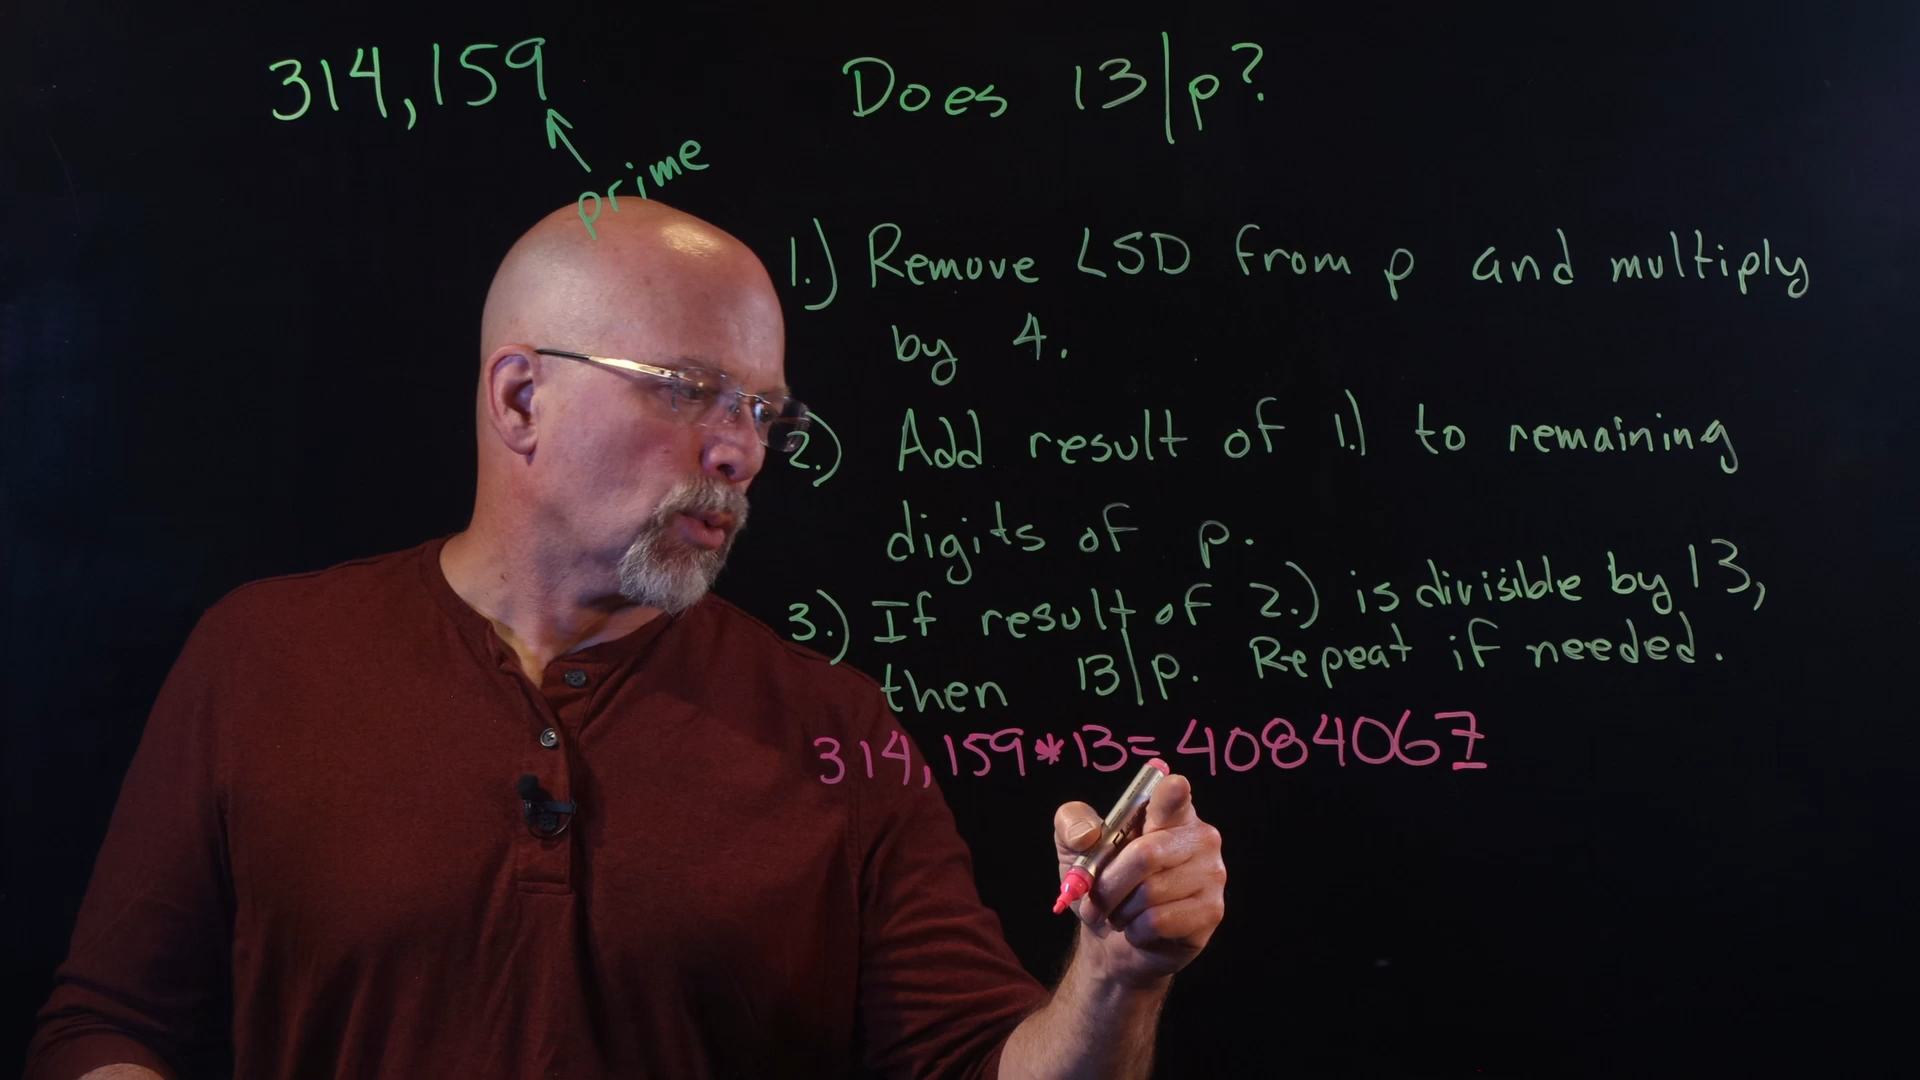 314,159
prime
Does 13|p?
1.) Remove LSD from p and multiply
by 4.
2.) Add result of 1.) to remaining
digits of p.
3.) If result of 2.) is divisible by 13,
then 13|p. Repeat if needed.
314,159*13=4084067